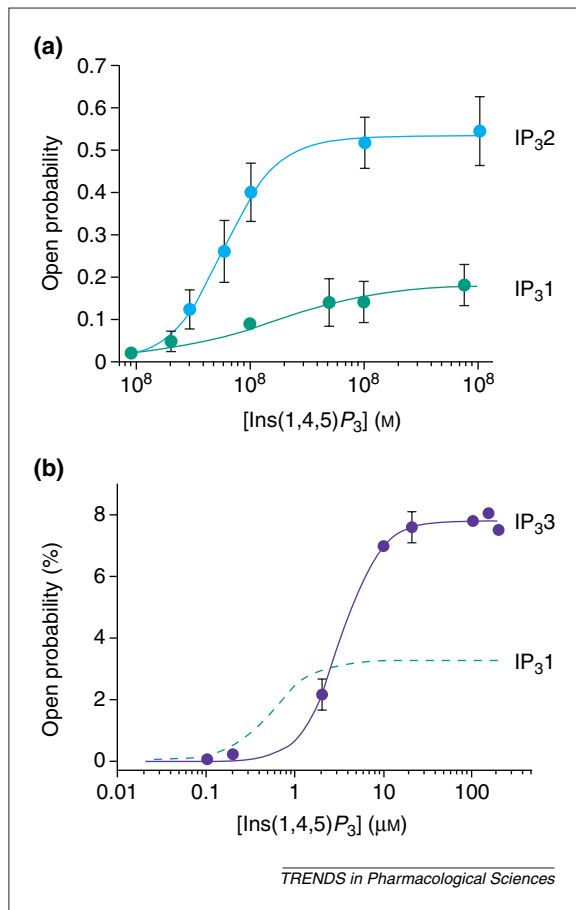 (a)
0.7
0.6
0.5
0.4
0.3
0.2
0.1
0
Open probability
IP₃2
IP₃1
10⁸ 10⁸ 10⁸ 10⁸
[Ins(1,4,5)P₃] (M)
(b)
8
6
4
2
0
Open probability (%)
IP₃3
IP₃1
0.01 0.1 1 10 100
[Ins(1,4,5)P₃] (μM)
TRENDS in Pharmacological Sciences